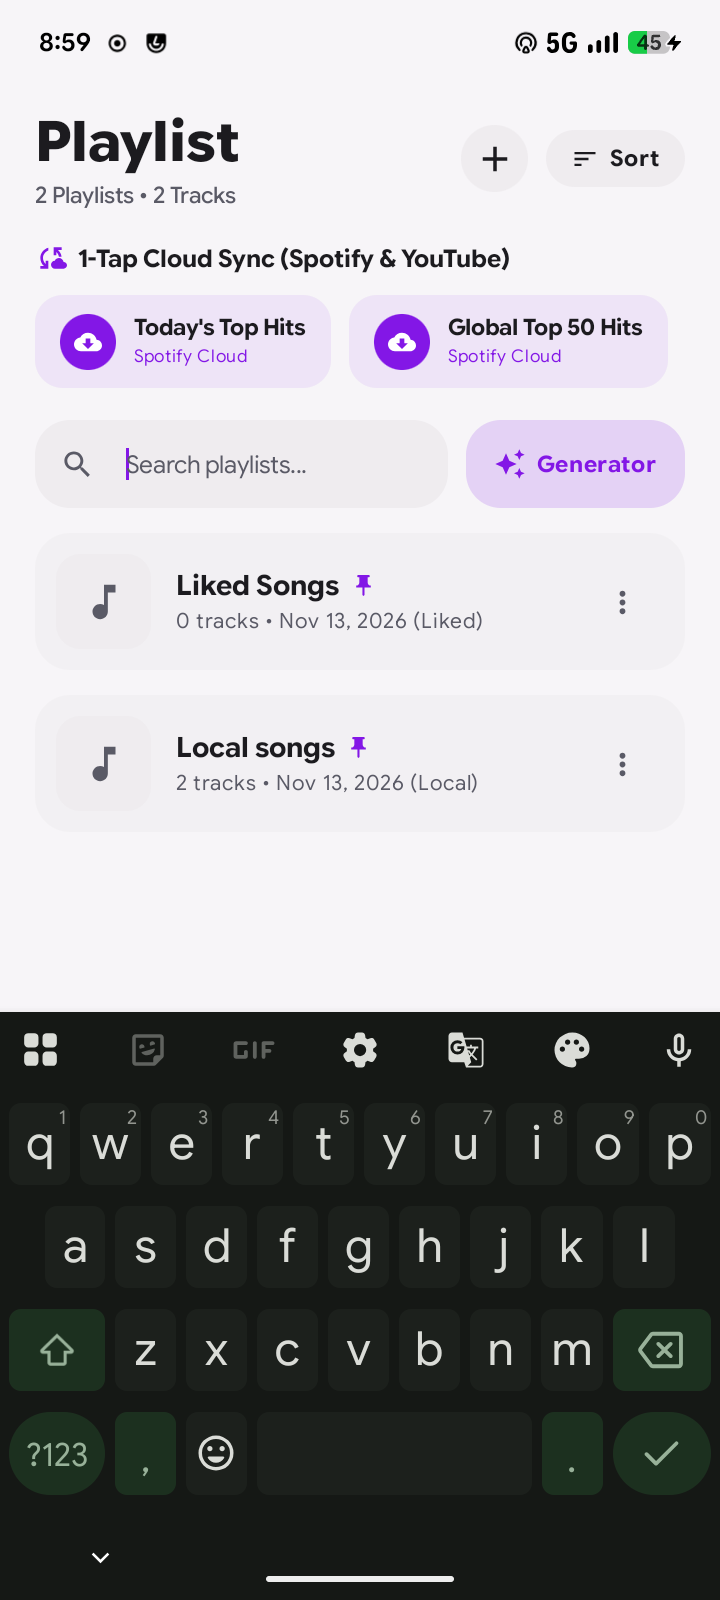 8:59
5G
45
Playlist
+ Sort
2 Playlists • 2 Tracks
1-Tap Cloud Sync (Spotify & YouTube)
Today's Top Hits
Spotify Cloud
Global Top 50 Hits
Spotify Cloud
Search playlists...
Generator
Liked Songs
0 tracks • Nov 13, 2026 (Liked)
Local songs
2 tracks • Nov 13, 2026 (Local)
GIF
G 文
1 2 3 4 5 6 7 8 9 0
q w e r t y u i o p
a s d f g h j k l
z x c v b n m
?123 , .